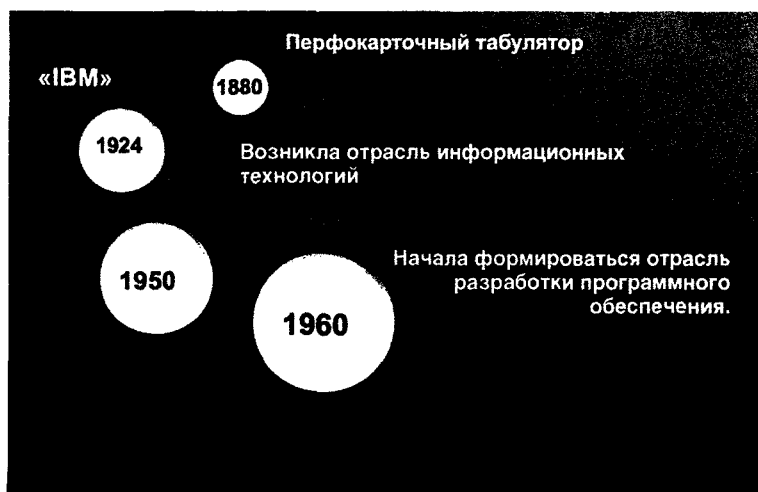 Перфокарточный табулятор
«IBM»
1880
1924
Возникла отрасль информационных
технологий
Начала формироваться отрасль
разработки программного
обеспечения.
1950
1960